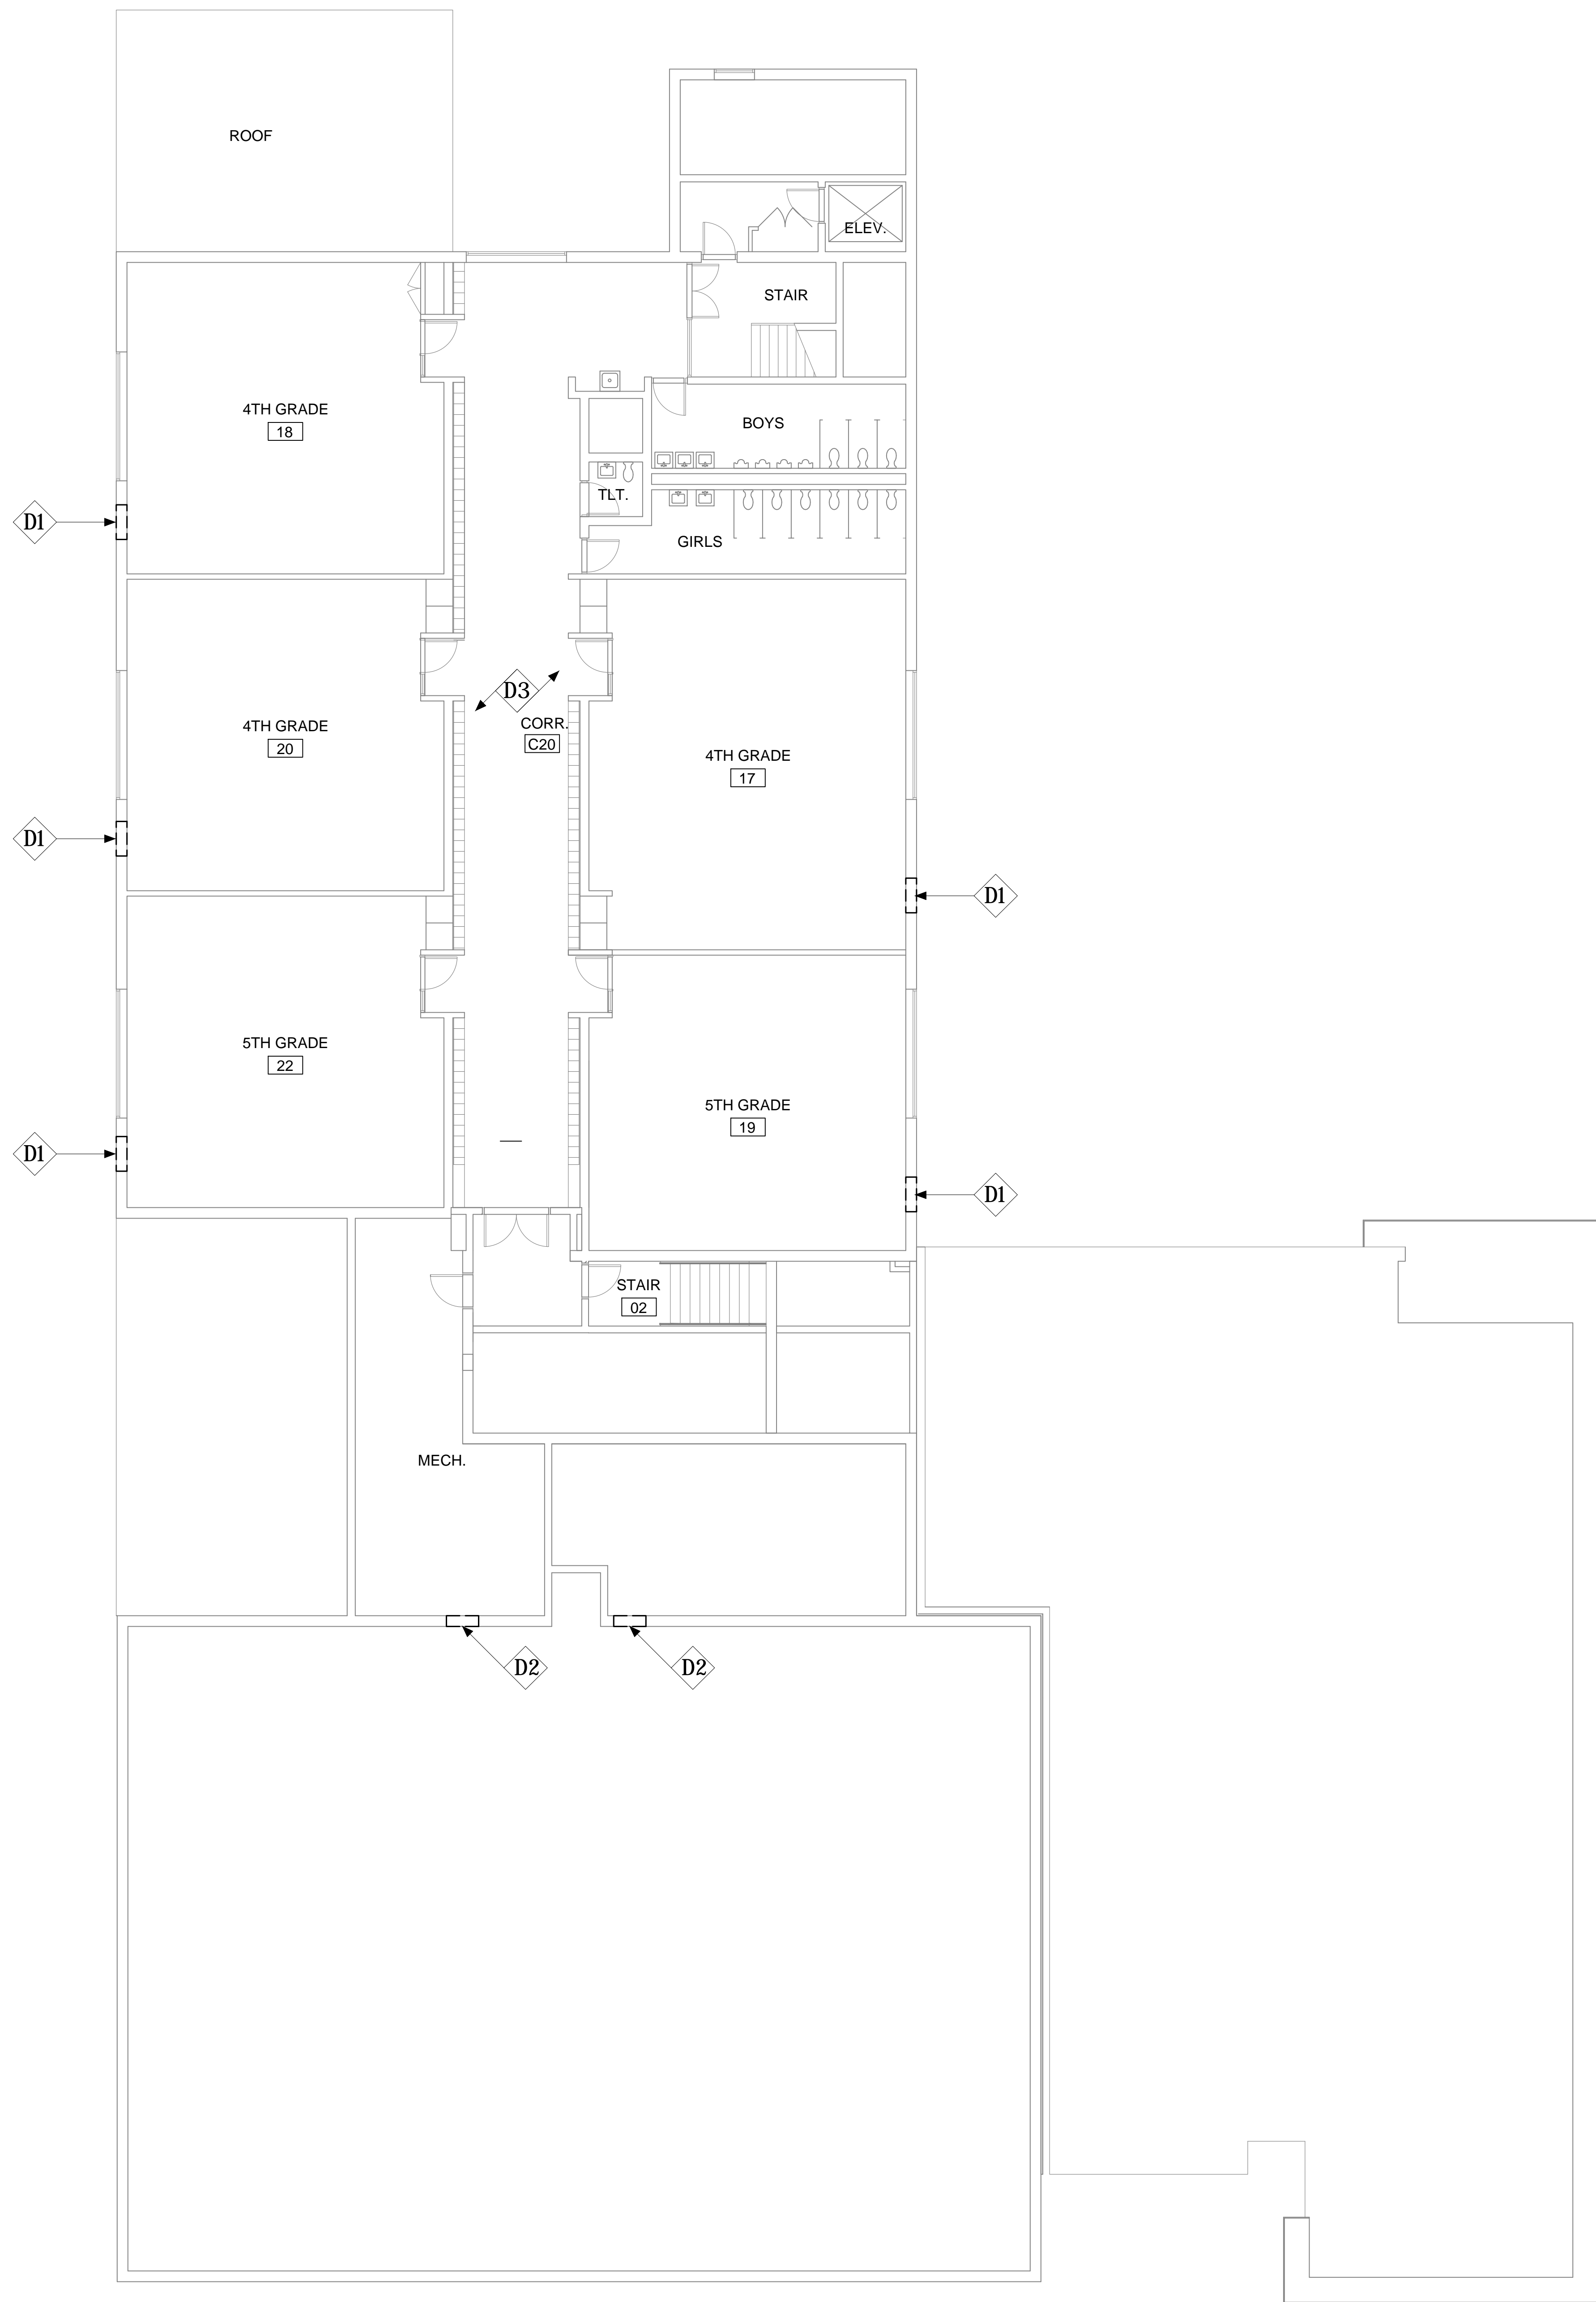 ROOF
ELEV.
STAIR
4TH GRADE
18
BOYS
TLT.
D1
GIRLS
D3
CORR.
C20
4TH GRADE
20
4TH GRADE
17
D1
D1
5TH GRADE
22
5TH GRADE
19
D1
D1
STAIR
02
MECH.
D2
D2